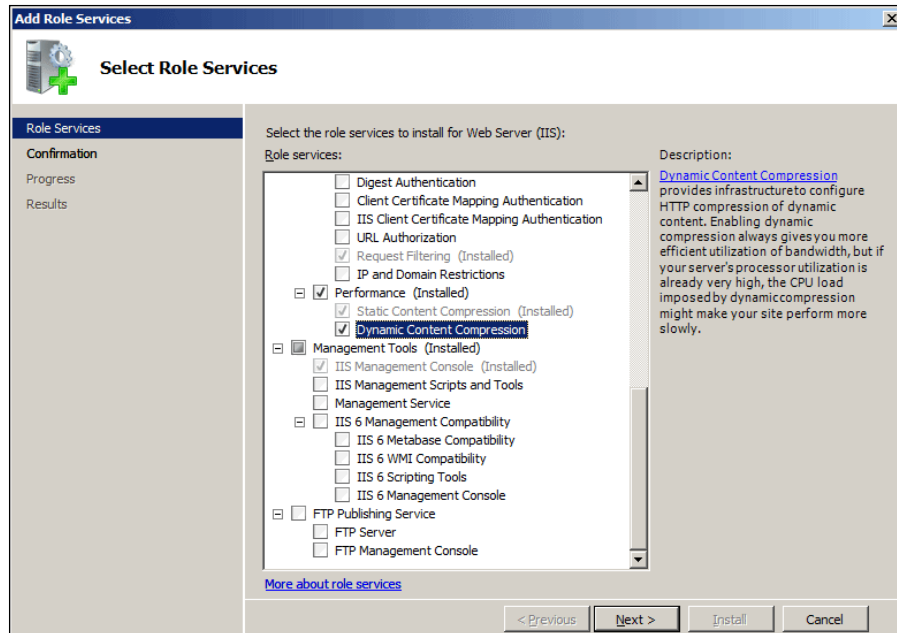 Add Role Services
Select Role Services
Role Services
Confirmation
Progress
Results
Select the role services to install for Web Server (IIS):
Role services:
Digest Authentication
Client Certificate Mapping Authentication
IIS Client Certificate Mapping Authentication
URL Authorization
Request Filtering (Installed)
IP and Domain Restrictions
Performance (Installed)
Static Content Compression (Installed)
Dynamic Content Compression
Management Tools (Installed)
IIS Management Console (Installed)
IIS Management Scripts and Tools
Management Service
IIS 6 Management Compatibility
IIS 6 Metabase Compatibility
IIS 6 WMI Compatibility
IIS 6 Scripting Tools
IIS 6 Management Console
FTP Publishing Service
FTP Server
FTP Management Console
More about role services
Description:
Dynamic Content Compression
provides infrastructure to configure
HTTP compression of dynamic
content. Enabling dynamic
compression always gives you more
efficient utilization of bandwidth, but if
your server's processor utilization is
already very high, the CPU load
imposed by dynamic compression
might make your site perform more
slowly.
< Previous
Next >
Install
Cancel